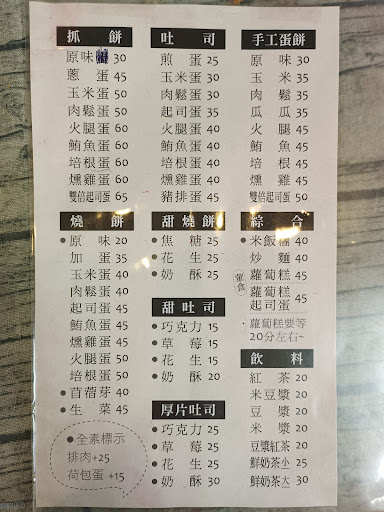 抓餅
原味 30
蔥蛋 45
玉米蛋 50
肉鬆蛋 50
火腿蛋 60
鮪魚蛋 60
培根蛋 60
燻雞蛋 60
雙倍起司蛋 65
吐司
煎蛋 25
玉米蛋 30
肉鬆蛋 30
起司蛋 35
火腿蛋 40
鮪魚蛋 40
培根蛋 40
燻雞蛋 40
豬排蛋 45
手工蛋餅
原味 30
玉米 35
肉鬆 35
瓜瓜 35
火腿 45
鮪魚 45
培根 45
燻雞 45
雙倍起司蛋 50
燒餅
●原味 20
加蛋 35
玉米蛋 40
肉鬆蛋 40
起司蛋 45
鮪魚蛋 45
燻雞蛋 45
火腿蛋 50
培根蛋 50
●苜蓿芽 40
●生菜 45
●全素標示
排肉+25
荷包蛋+15
甜燒餅
●焦糖 25
●花生 25
●奶酥 25
甜吐司
●巧克力 15
●草莓 15
●花生 15
●奶酥 20
厚片吐司
●巧克力 25
●草莓 25
●花生 25
●奶酥 30
綜合
●米飯糰 40
炒麵 40
蘿蔔糕 45
蘿蔔糕
起司蛋 45
蘿蔔糕要等
20分左右~
飲料
紅茶 20
米豆漿 20
豆漿 20
米漿 20
豆漿紅茶 20
鮮奶茶小 25
鮮奶茶大 30